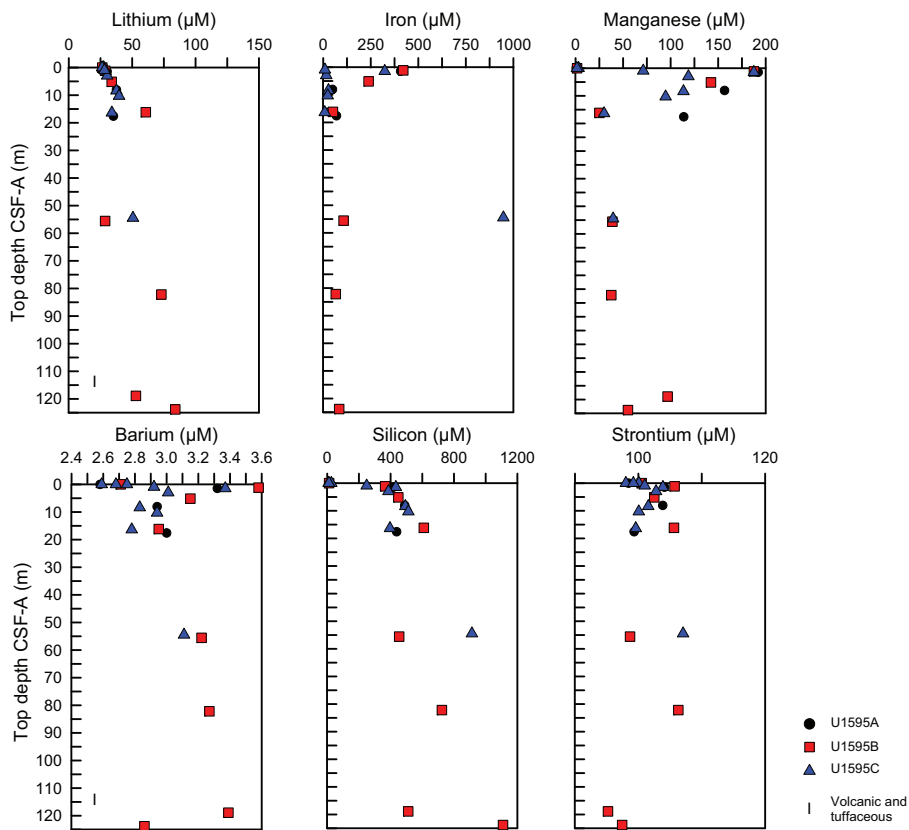 Lithium (µM) Iron (µM) Manganese (µM)
0 50 100 150 0 250 500 750 1000 0 50 100 150 200
0
10
20
30
40
50
60
70
80
90
100
110
120
Top depth CSF-A (m)
I
Barium (µM) Silicon (µM) Strontium (µM)
2.4 2.6 2.8 3.0 3.2 3.4 3.6 0 400 800 1200 100 120
0
10
20
30
40
50
60
70
80
90
100
110
120
Top depth CSF-A (m)
I
U1595A
U1595B
U1595C
I Volcanic and
tuffaceous